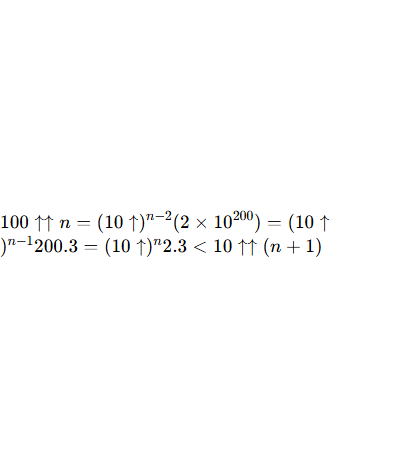 100 ↑↑ n = (10 ↑)^{n−2}(2 × 10^{200}) = (10 ↑
)^{n−1}200.3 = (10 ↑)^{n}2.3 < 10 ↑↑ (n + 1)